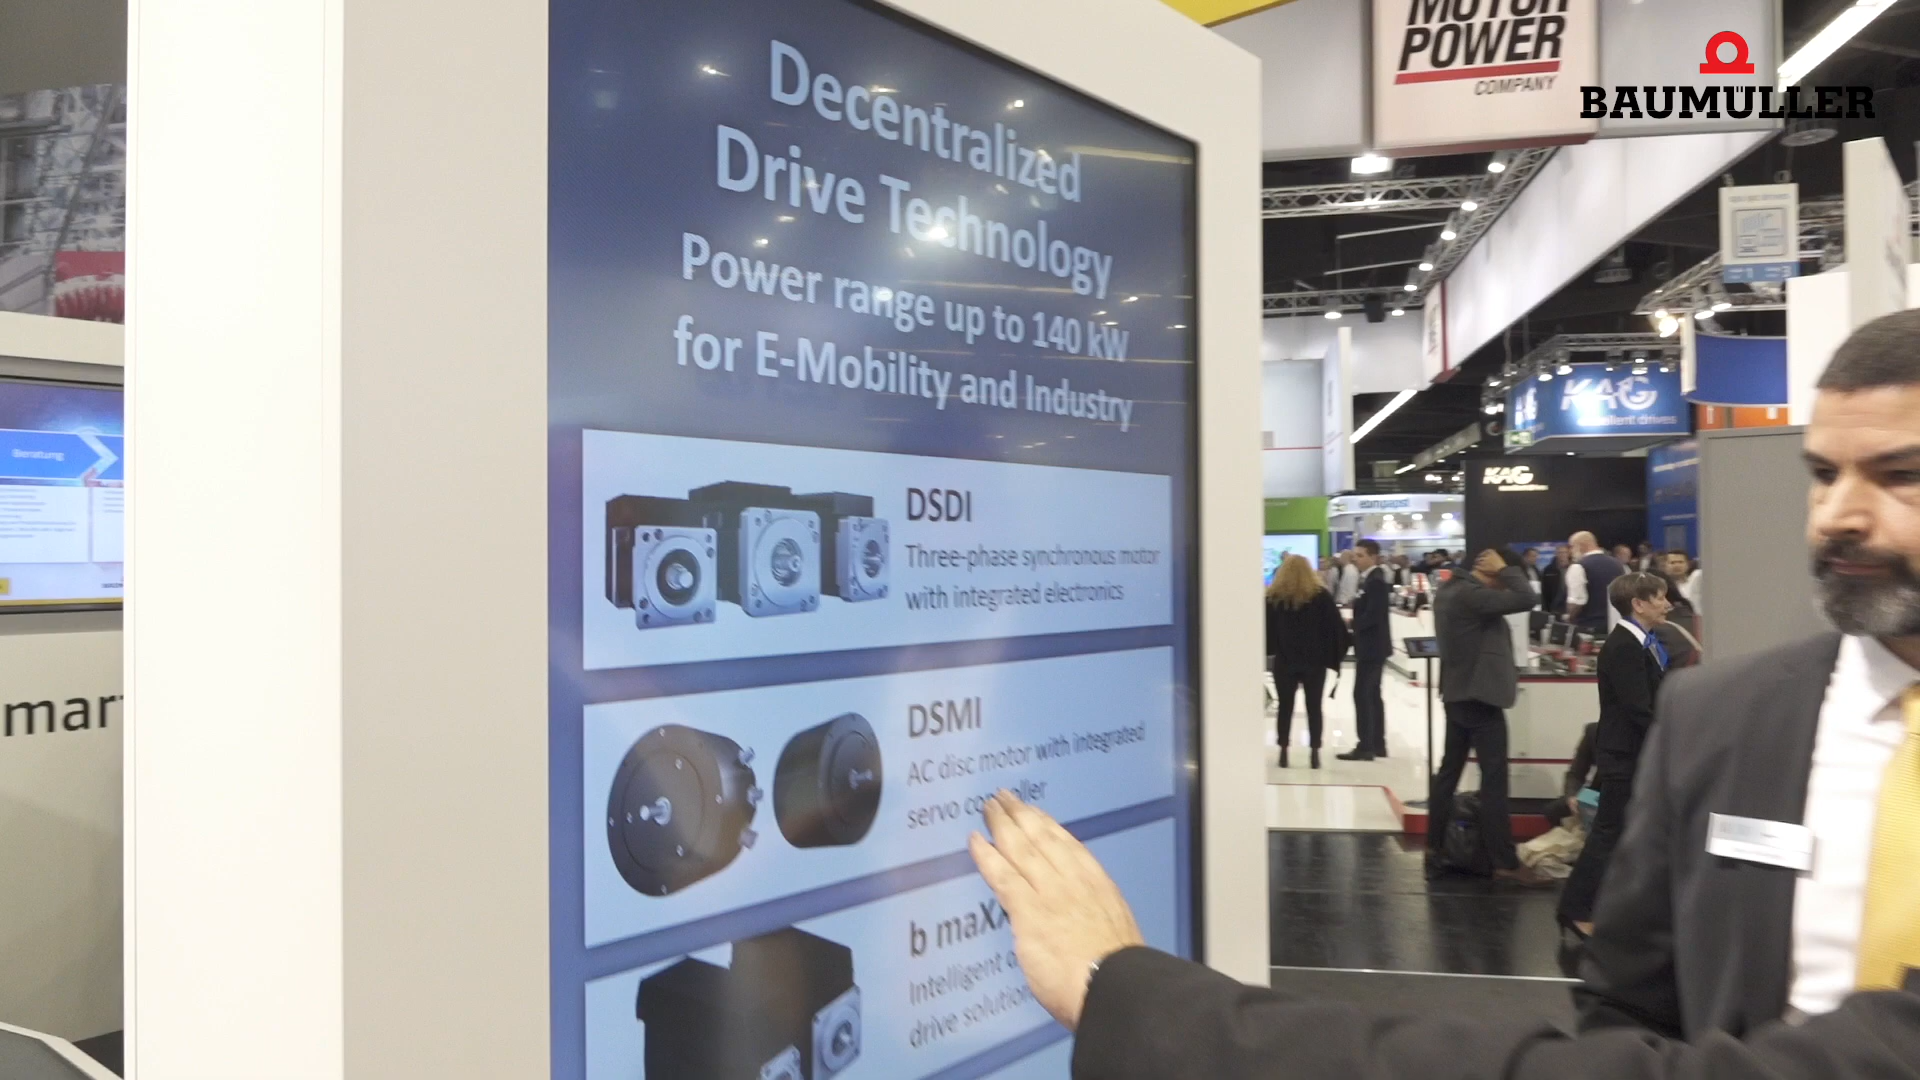 Decentralized
Drive Technology
Power range up to 140 kW
for E-Mobility and Industry
DSDI
Three-phase synchronous motor
with integrated electronics
DSMI
AC disc motor with integrated
servo controller
b maXX
Intelligent
drive solution
MOTOR
POWER
COMPANY
BAUMÜLLER
KAG
KAG
Beratung
mar